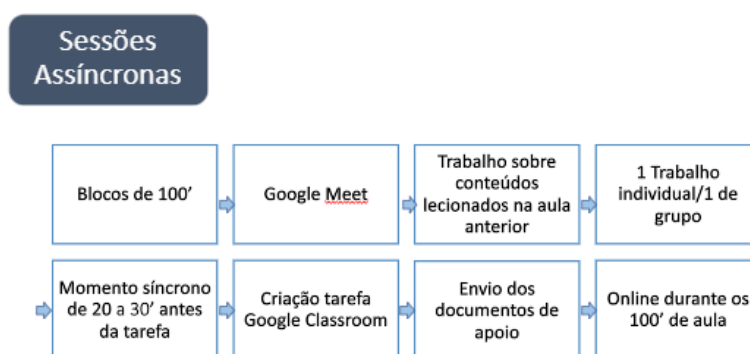 Sessões
Assíncronas
Blocos de 100’
Google Meet
Trabalho sobre
conteúdos
lecionados na aula
anterior
1 Trabalho
individual/1 de
grupo
Momento síncrono
de 20 a 30’ antes
da tarefa
Criação tarefa
Google Classroom
Envio dos
documentos de
apoio
Online durante os
100’ de aula